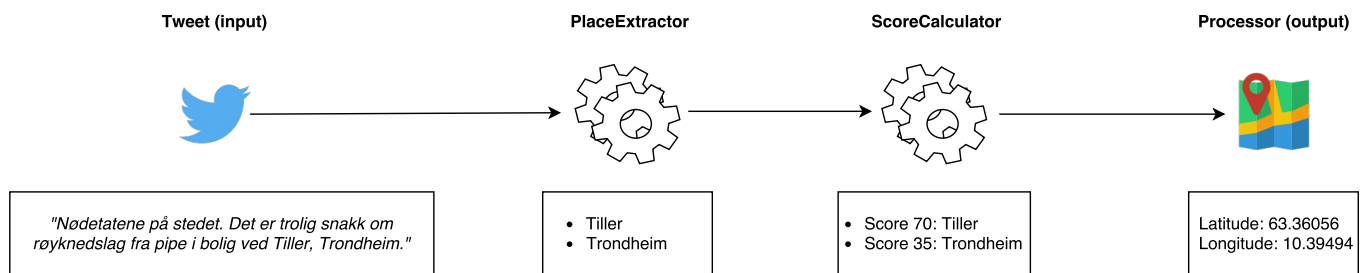 Tweet (input)
PlaceExtractor
ScoreCalculator
Processor (output)
"Nødetatene på stedet. Det er trolig snakk om
røyknedslag fra pipe i bolig ved Tiller, Trondheim."
• Tiller
• Trondheim
• Score 70: Tiller
• Score 35: Trondheim
Latitude: 63.36056
Longitude: 10.39494